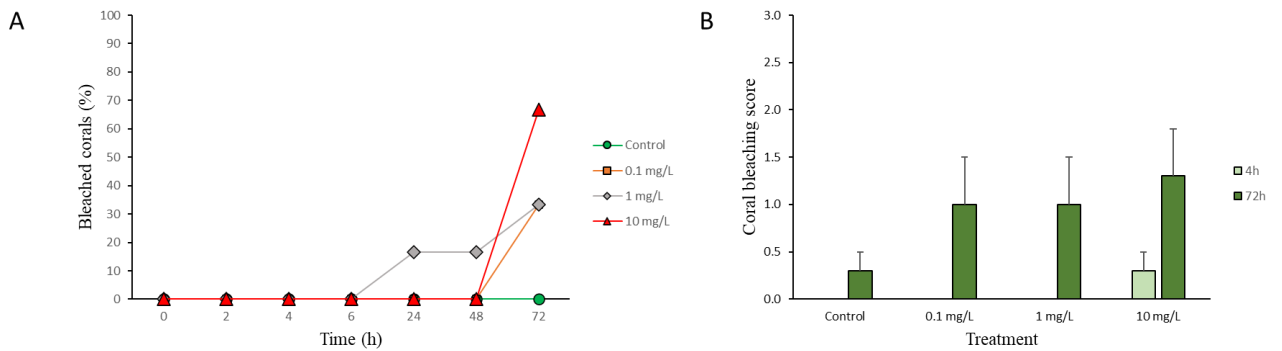 A
100
90
80
70
60
50
40
30
20
10
0
Bleached corals (%)
0 2 4 6 24 48 72
Time (h)
Control
0.1 mg/L
1 mg/L
10 mg/L
B
3.0
2.5
2.0
1.5
1.0
0.5
0.0
Coral bleaching score
Control 0.1 mg/L 1 mg/L 10 mg/L
Treatment
4h
72h